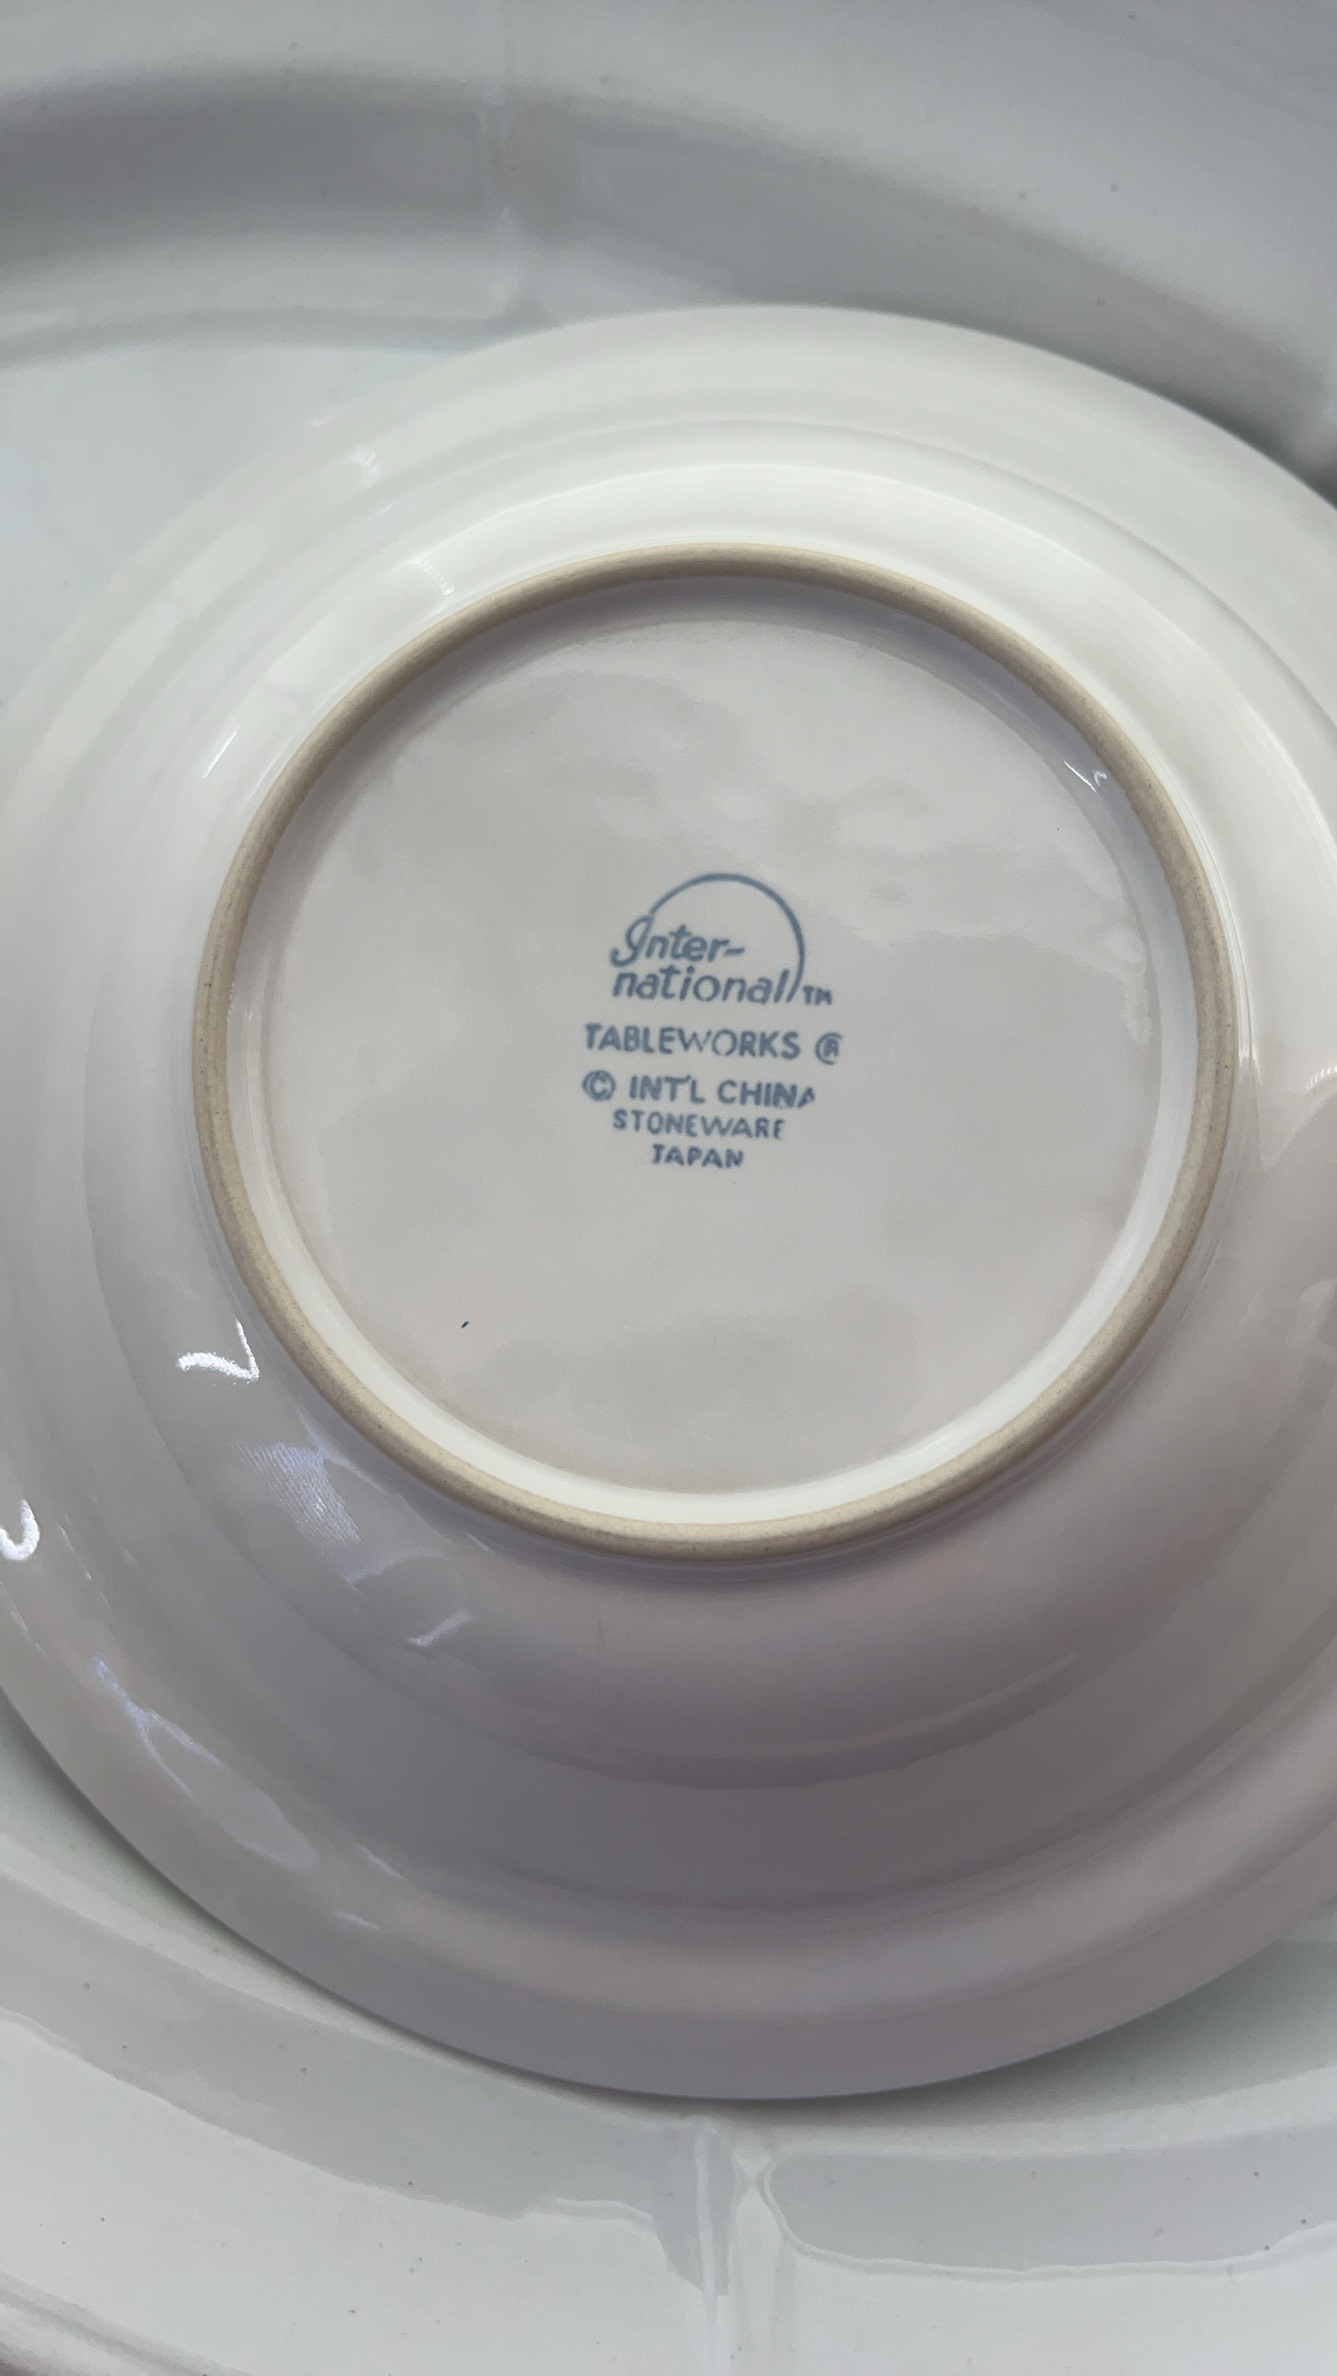 Inter-
national™
TABLEWORKS ®
© INT'L CHINA
STONEWARE
JAPAN